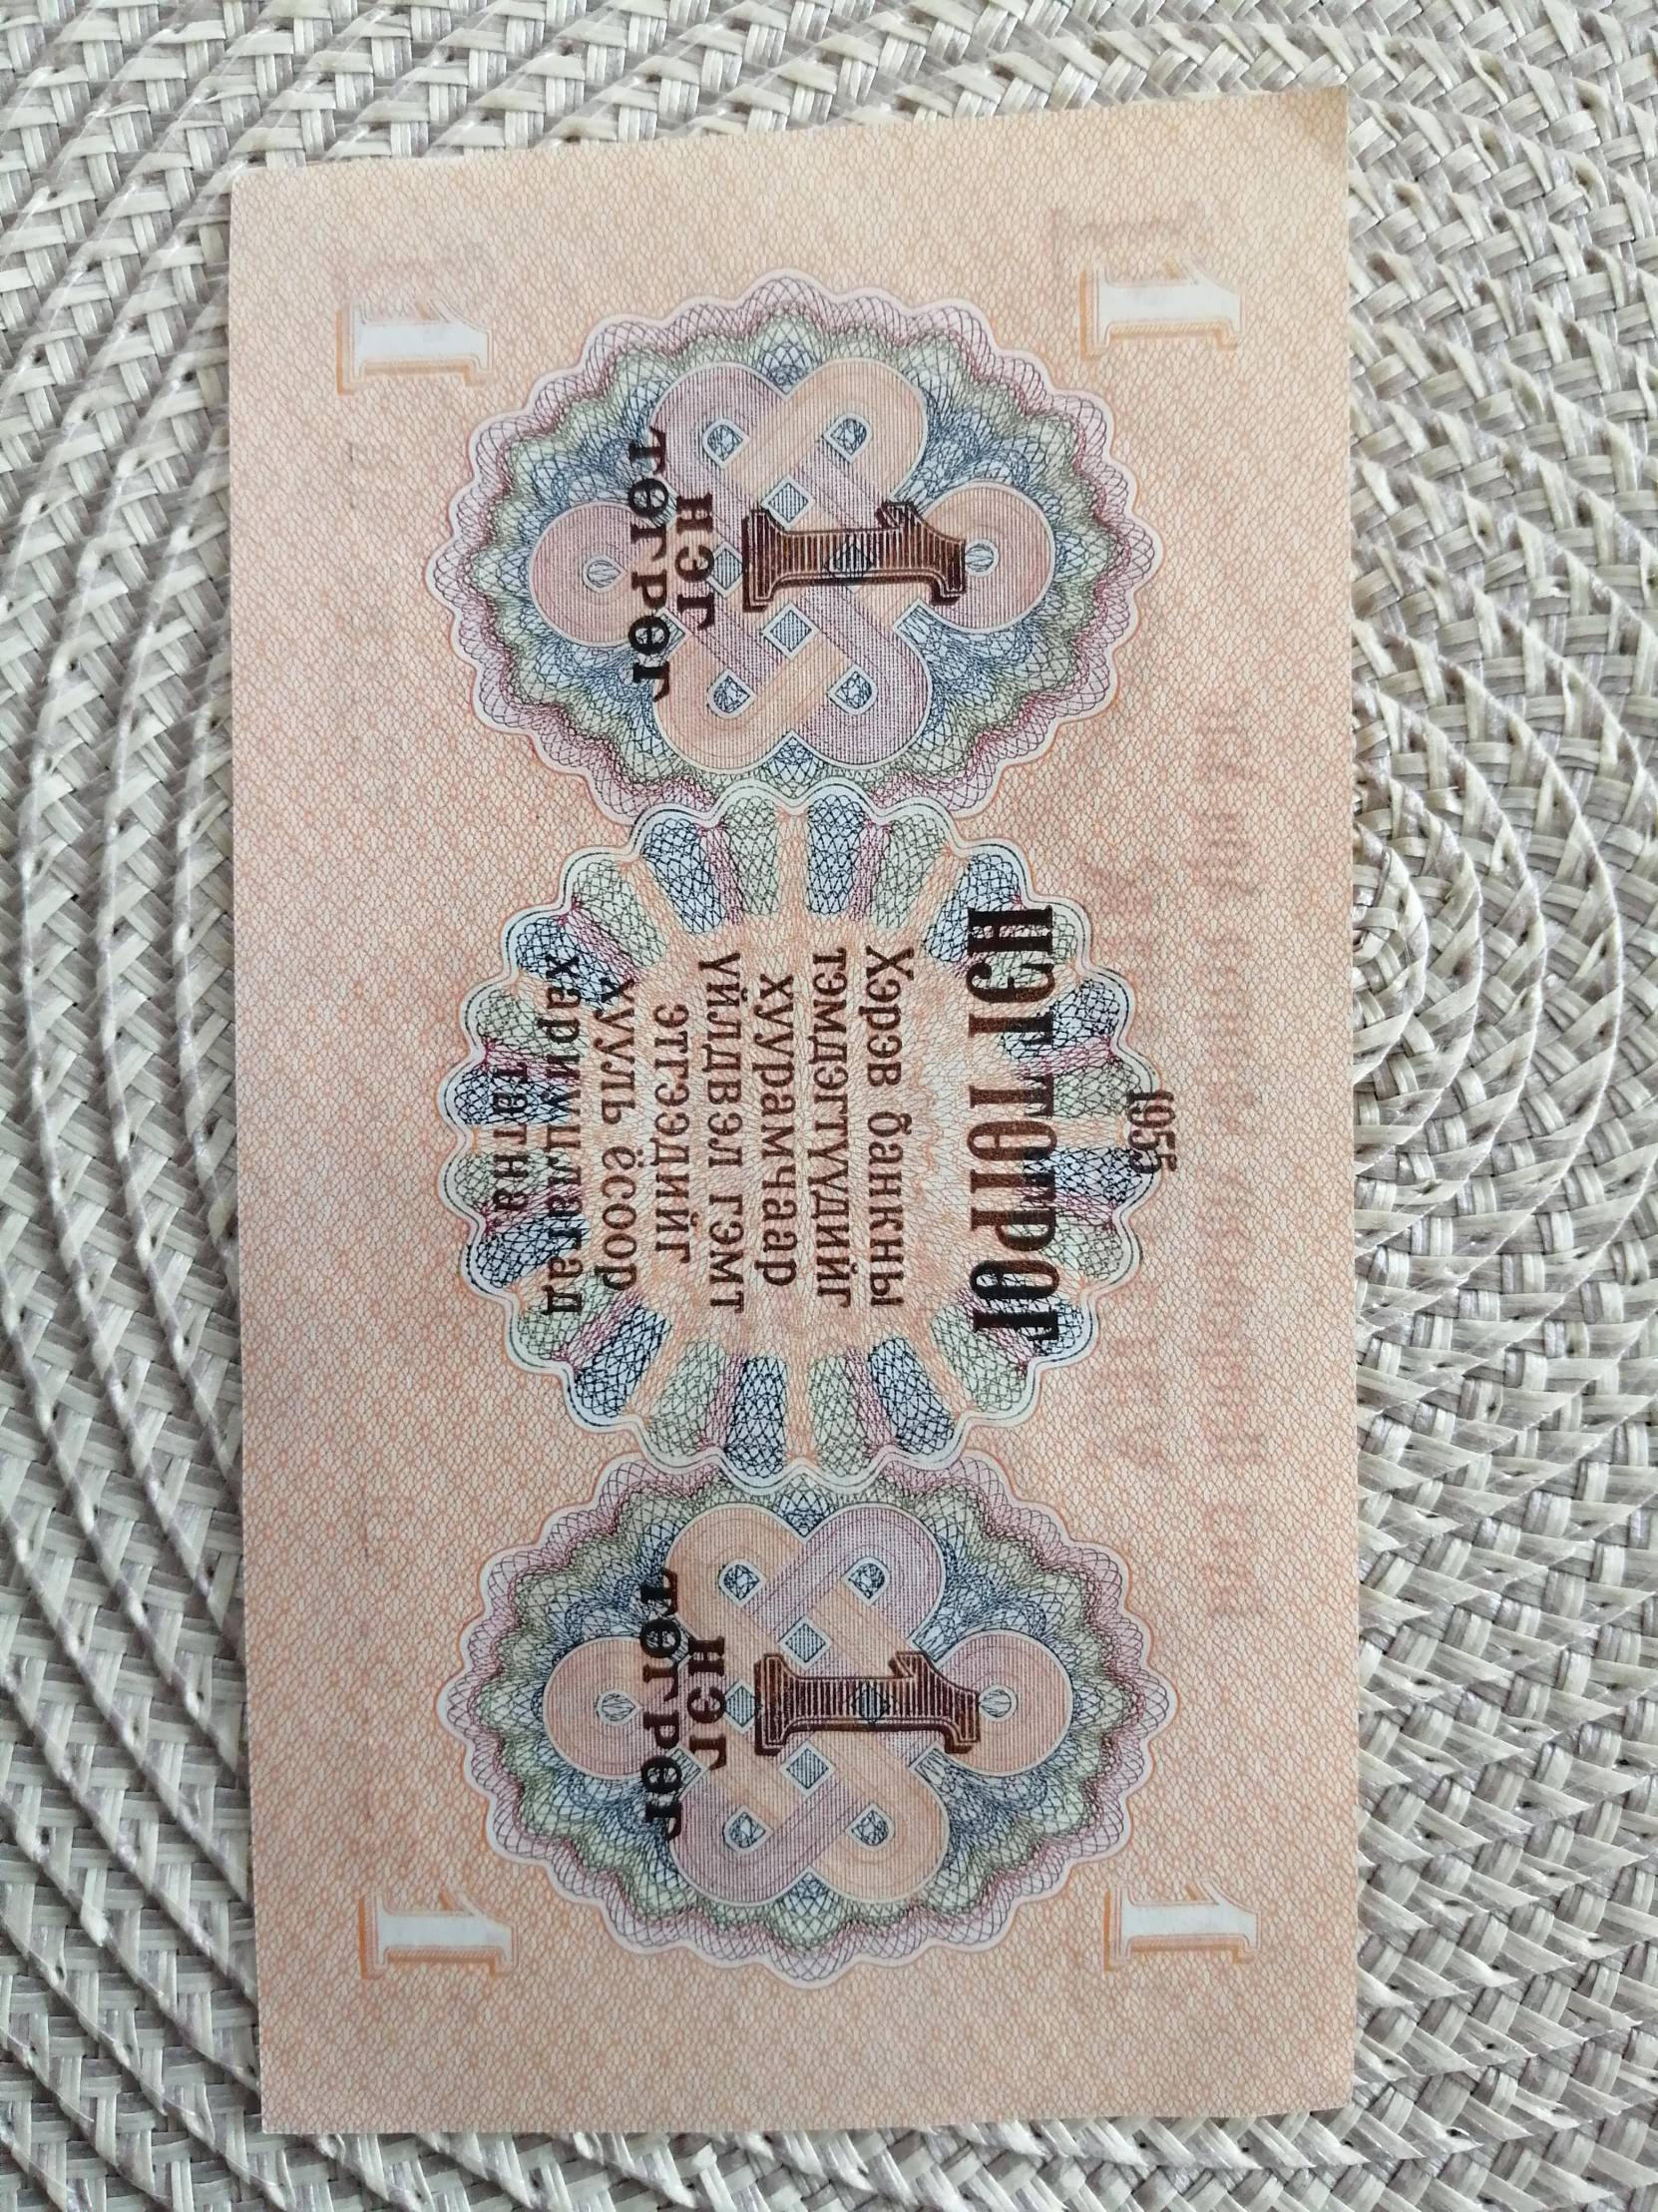 1
1
1955
НЭГ ТӨГРӨГ
Хэрэв банкны
тэмдэгтүүдийг
хуурамчаар
үйлдвэл гэмт
этгээдийг
хууль ёсоор
хариуцлагад
татна
1
НЭГ
ТӨГРӨГ
1
НЭГ
ТӨГРӨГ
1
1